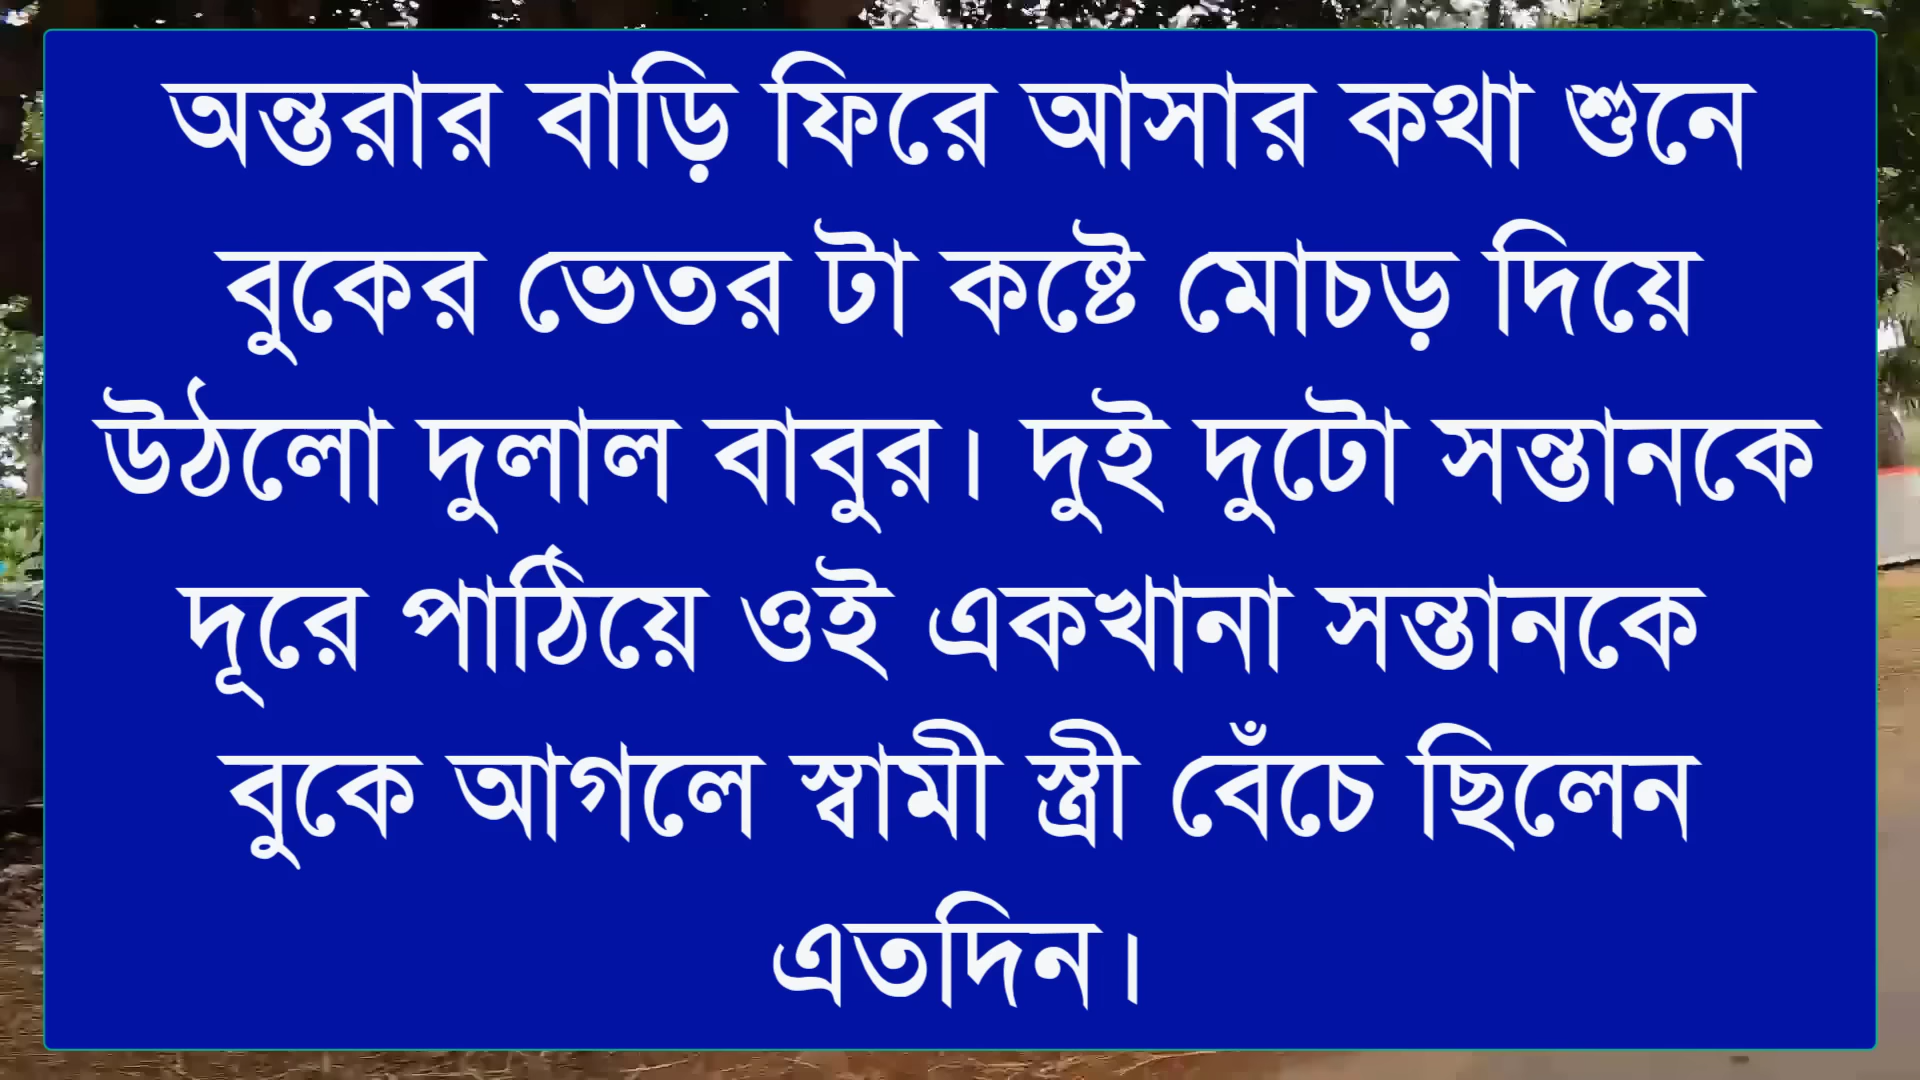 অন্তরার বাড়ি ফিরে আসার কথা শুনে
বুকের ভেতর টা কষ্টে মোচড় দিয়ে
উঠলো দুলাল বাবুর। দুই দুটো সন্তানকে
দূরে পাঠিয়ে ওই একখানা সন্তানকে
বুকে আগলে স্বামী স্ত্রী বেঁচে ছিলেন
এতদিন।